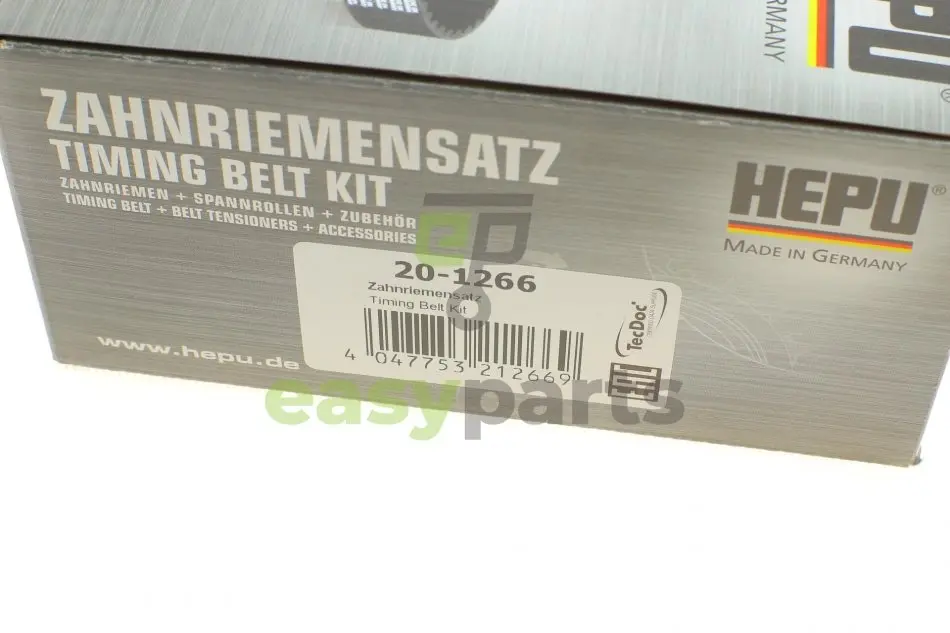 ZAHNRIEMENSATZ
TIMING BELT KIT
ZAHNRIEMEN + SPANNROLLEN + ZUBEHÖR
TIMING BELT + BELT TENSIONERS + ACCESSORIES
HEPU®
MADE IN GERMANY
20-1266
Zahnriemensatz
Timing Belt Kit
4 047753 212669
TecDoc
EAC
www.hepu.de
easyparts